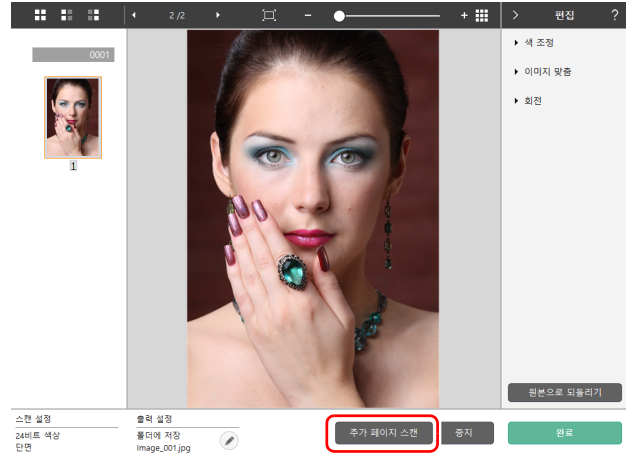 2 /2
편집
?
0001
색 조정
이미지 맞춤
회전
1
원본으로 되돌리기
스캔 설정
24비트 색상
단면
출력 설정
폴더에 저장
Image_001.jpg
추가 페이지 스캔
중지
완료